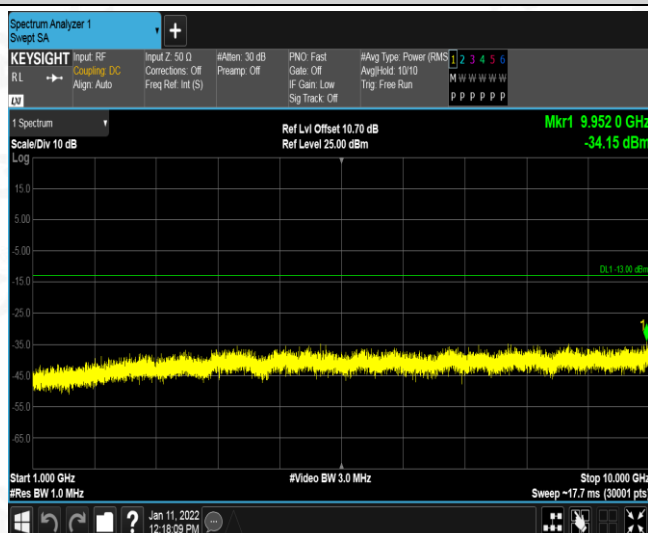 Spectrum Analyzer 1
Swept SA
+
KEYSIGHT
RL
LXI
Input: RF
Coupling: DC
Align: Auto
Input Z: 50 Ω
Corrections: Off
Freq Ref: Int (S)
#Atten: 30 dB
Preamp: Off
PNO: Fast
Gate: Off
IF Gain: Low
Sig Track: Off
#Avg Type: Power (RMS
Avg|Hold: 10/10
Trig: Free Run
1 2 3 4 5 6
M W W W W W
P P P P P P
1 Spectrum
Scale/Div 10 dB
Log
Ref Lvl Offset 10.70 dB
Ref Level 25.00 dBm
Mkr1 9.952 0 GHz
-34.15 dBm
15.0
5.00
-5.00
DL1 -13.00 dBm
-15.0
-25.0
1
-35.0
-45.0
-55.0
-65.0
Start 1.000 GHz
#Res BW 1.0 MHz
#Video BW 3.0 MHz
Stop 10.000 GHz
Sweep ~17.7 ms (30001 pts)
?
Jan 11, 2022
12:18:09 PM